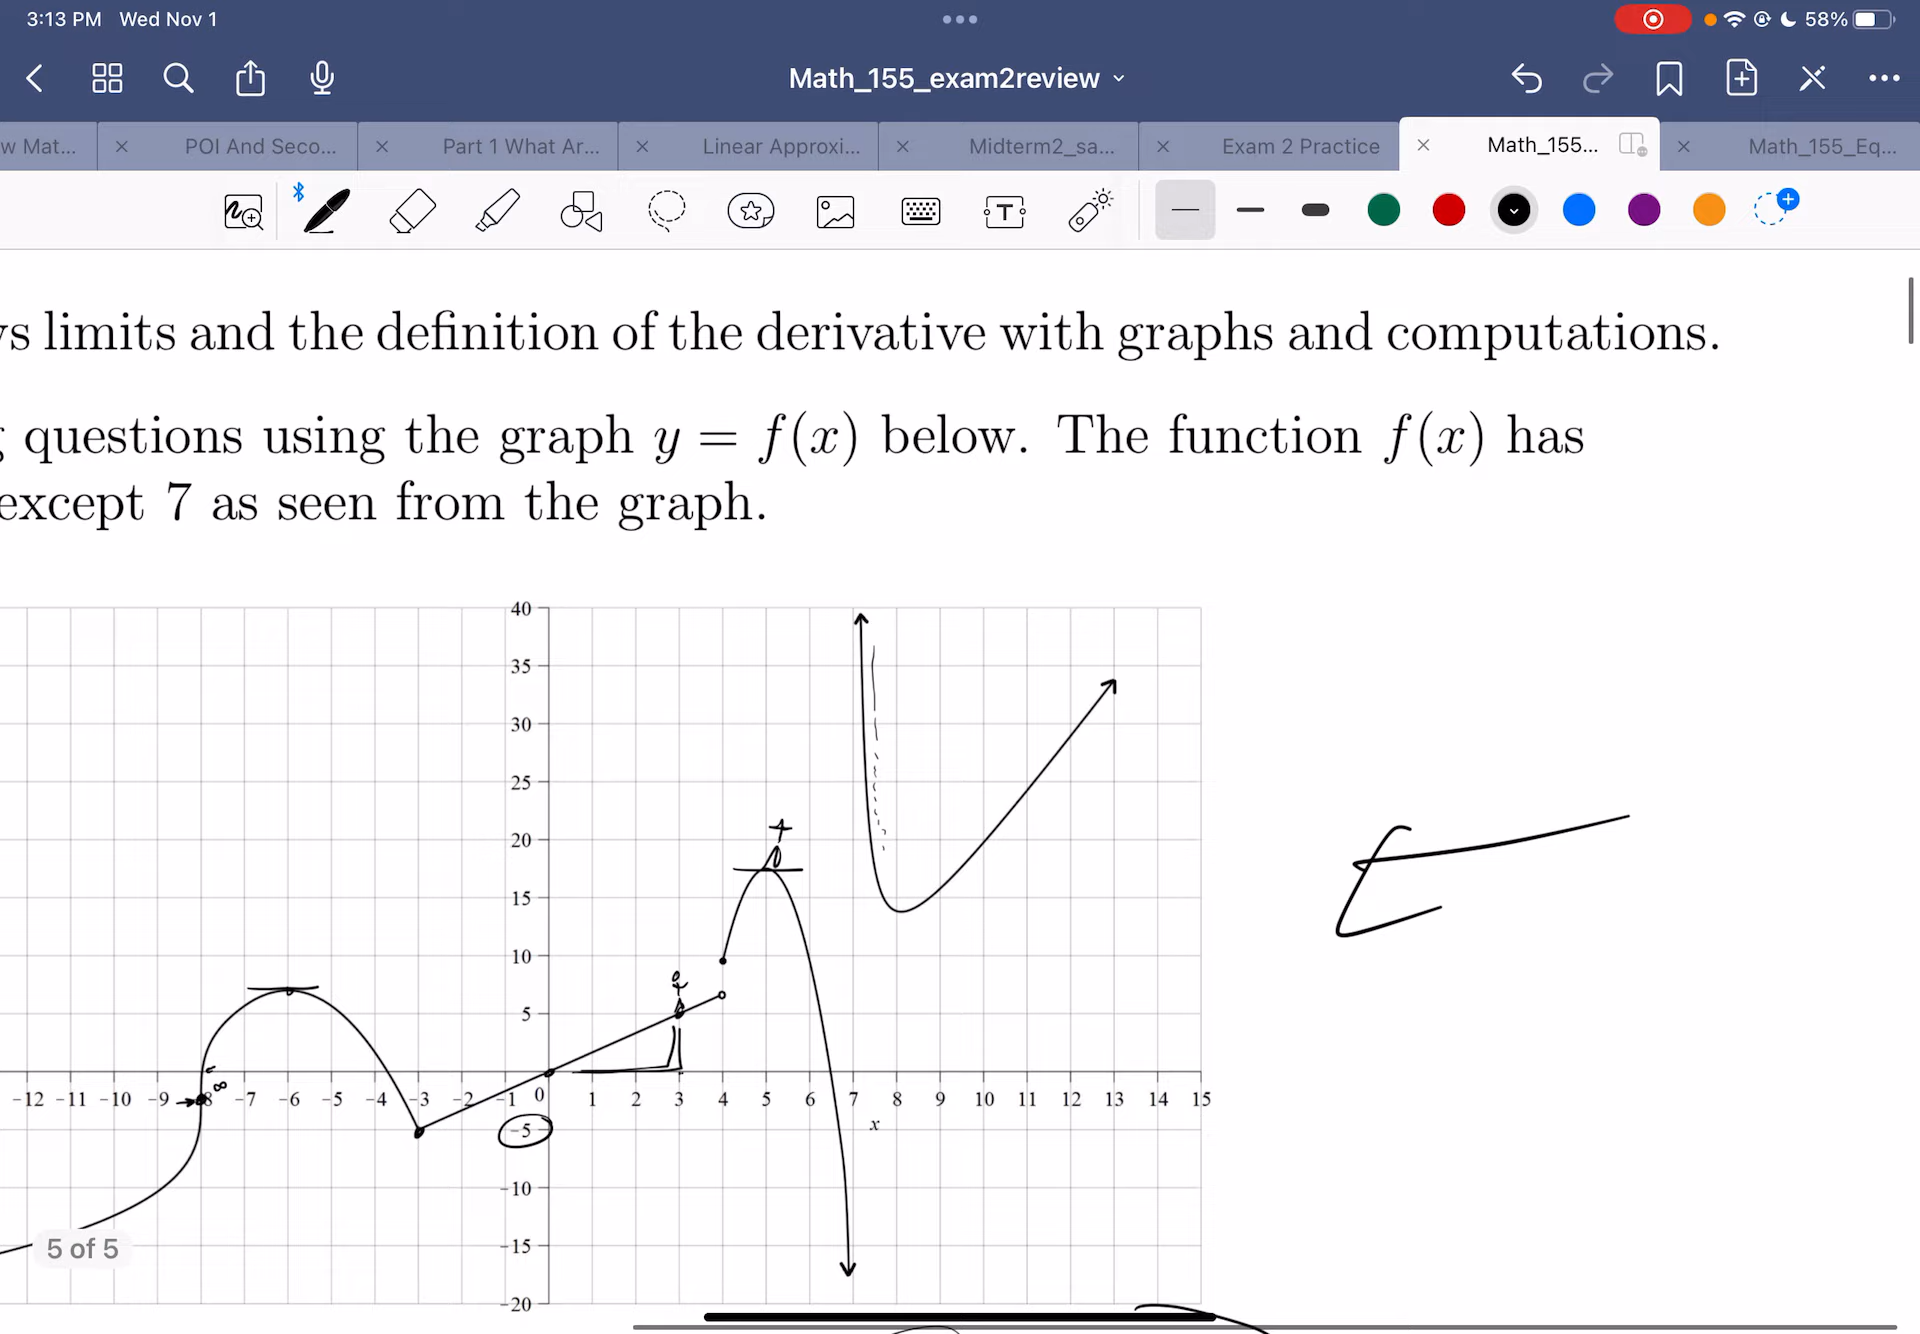 3:13 PM Wed Nov 1
58%
Math_155_exam2review
w Mat...
POI And Seco...
Part 1 What Ar...
Linear Approxi...
Midterm2_sa...
Exam 2 Practice
Math_155...
Math_155_Eq...
T
s limits and the definition of the derivative with graphs and computations.
questions using the graph y = f(x) below. The function f(x) has
except 7 as seen from the graph.
40
35
30
25
20
15
10
5
-12 -11 -10 -9 -8 -7 -6 -5 -4 -3 -2 -1 0 1 2 3 4 5 6 7 8 9 10 11 12 13 14 15
x
-5
-10
-15
-20
5 of 5